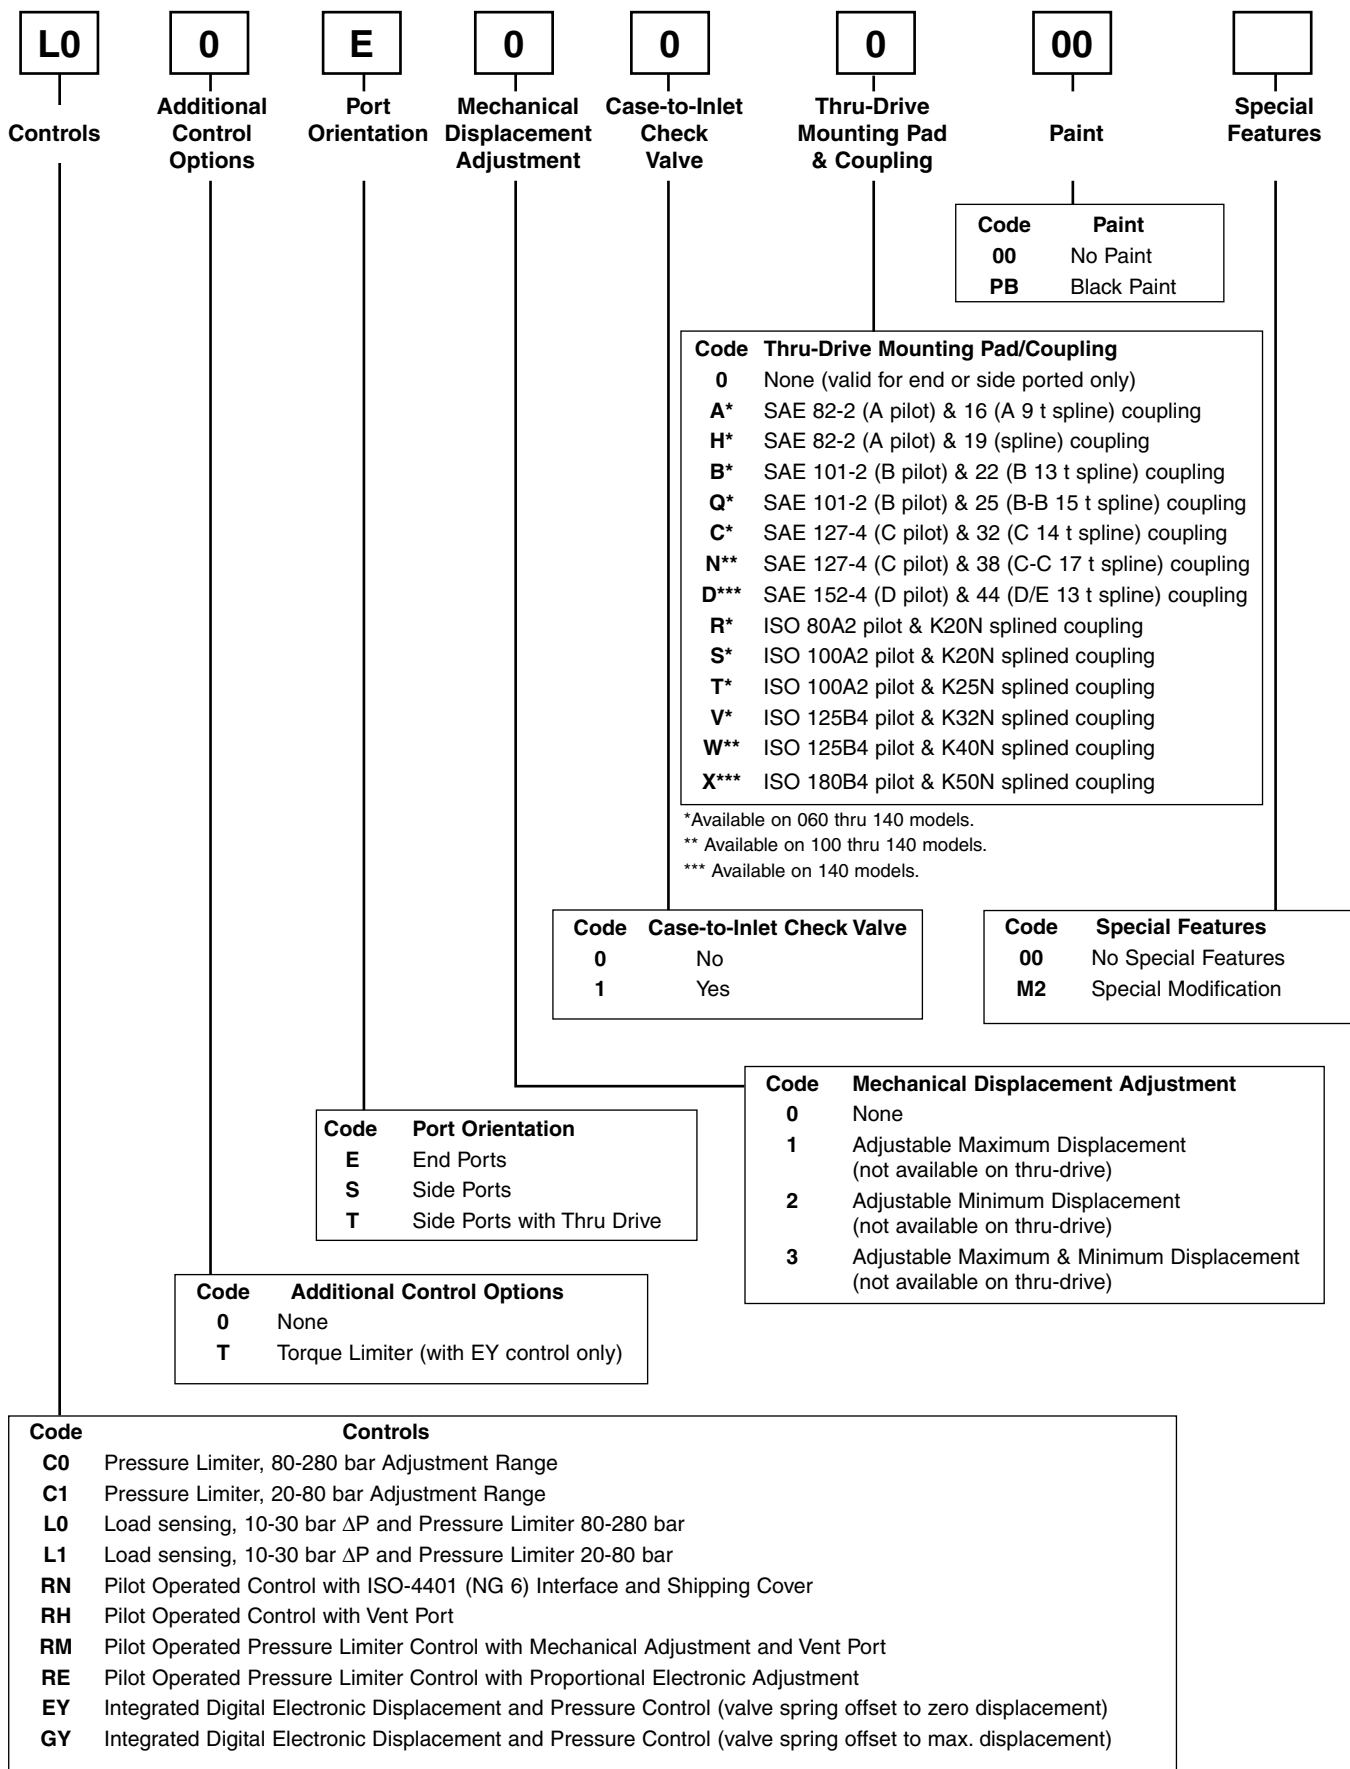 L0 0 E 0 0 0 00
Controls
Additional
Control
Options
Port
Orientation
Mechanical
Displacement
Adjustment
Case-to-Inlet
Check
Valve
Thru-Drive
Mounting Pad
& Coupling
Paint
Special
Features
Code Paint
00 No Paint
PB Black Paint
Code Thru-Drive Mounting Pad/Coupling
0 None (valid for end or side ported only)
A* SAE 82-2 (A pilot) & 16 (A 9 t spline) coupling
H* SAE 82-2 (A pilot) & 19 (spline) coupling
B* SAE 101-2 (B pilot) & 22 (B 13 t spline) coupling
Q* SAE 101-2 (B pilot) & 25 (B-B 15 t spline) coupling
C* SAE 127-4 (C pilot) & 32 (C 14 t spline) coupling
N** SAE 127-4 (C pilot) & 38 (C-C 17 t spline) coupling
D*** SAE 152-4 (D pilot) & 44 (D/E 13 t spline) coupling
R* ISO 80A2 pilot & K20N splined coupling
S* ISO 100A2 pilot & K20N splined coupling
T* ISO 100A2 pilot & K25N splined coupling
V* ISO 125B4 pilot & K32N splined coupling
W** ISO 125B4 pilot & K40N splined coupling
X*** ISO 180B4 pilot & K50N splined coupling
*Available on 060 thru 140 models.
** Available on 100 thru 140 models.
*** Available on 140 models.
Code Case-to-Inlet Check Valve
0 No
1 Yes
Code Special Features
00 No Special Features
M2 Special Modification
Code Mechanical Displacement Adjustment
0 None
1 Adjustable Maximum Displacement
(not available on thru-drive)
2 Adjustable Minimum Displacement
(not available on thru-drive)
3 Adjustable Maximum & Minimum Displacement
(not available on thru-drive)
Code Port Orientation
E End Ports
S Side Ports
T Side Ports with Thru Drive
Code Additional Control Options
0 None
T Torque Limiter (with EY control only)
Code Controls
C0 Pressure Limiter, 80-280 bar Adjustment Range
C1 Pressure Limiter, 20-80 bar Adjustment Range
L0 Load sensing, 10-30 bar ∆P and Pressure Limiter 80-280 bar
L1 Load sensing, 10-30 bar ∆P and Pressure Limiter 20-80 bar
RN Pilot Operated Control with ISO-4401 (NG 6) Interface and Shipping Cover
RH Pilot Operated Control with Vent Port
RM Pilot Operated Pressure Limiter Control with Mechanical Adjustment and Vent Port
RE Pilot Operated Pressure Limiter Control with Proportional Electronic Adjustment
EY Integrated Digital Electronic Displacement and Pressure Control (valve spring offset to zero displacement)
GY Integrated Digital Electronic Displacement and Pressure Control (valve spring offset to max. displacement)